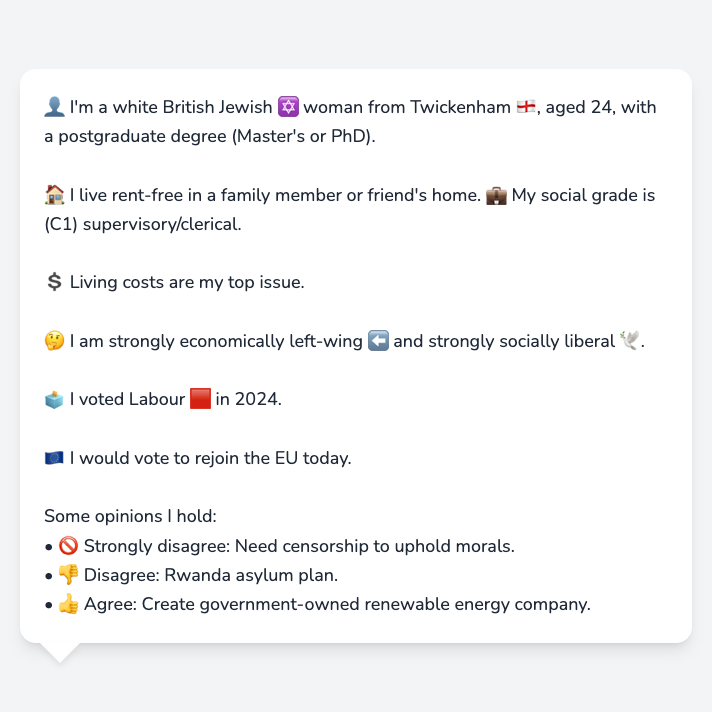 👤 I'm a white British Jewish ✡️ woman from Twickenham 🏴󠁧󠁢󠁥󠁮󠁧󠁿, aged 24, with
a postgraduate degree (Master's or PhD).
🏠 I live rent-free in a family member or friend's home. 💼 My social grade is
(C1) supervisory/clerical.
💲 Living costs are my top issue.
🤔 I am strongly economically left-wing ⬅️ and strongly socially liberal 🕊️.
🗳️ I voted Labour 🟥 in 2024.
🇪🇺 I would vote to rejoin the EU today.
Some opinions I hold:
• 🚫 Strongly disagree: Need censorship to uphold morals.
• 👎 Disagree: Rwanda asylum plan.
• 👍 Agree: Create government-owned renewable energy company.